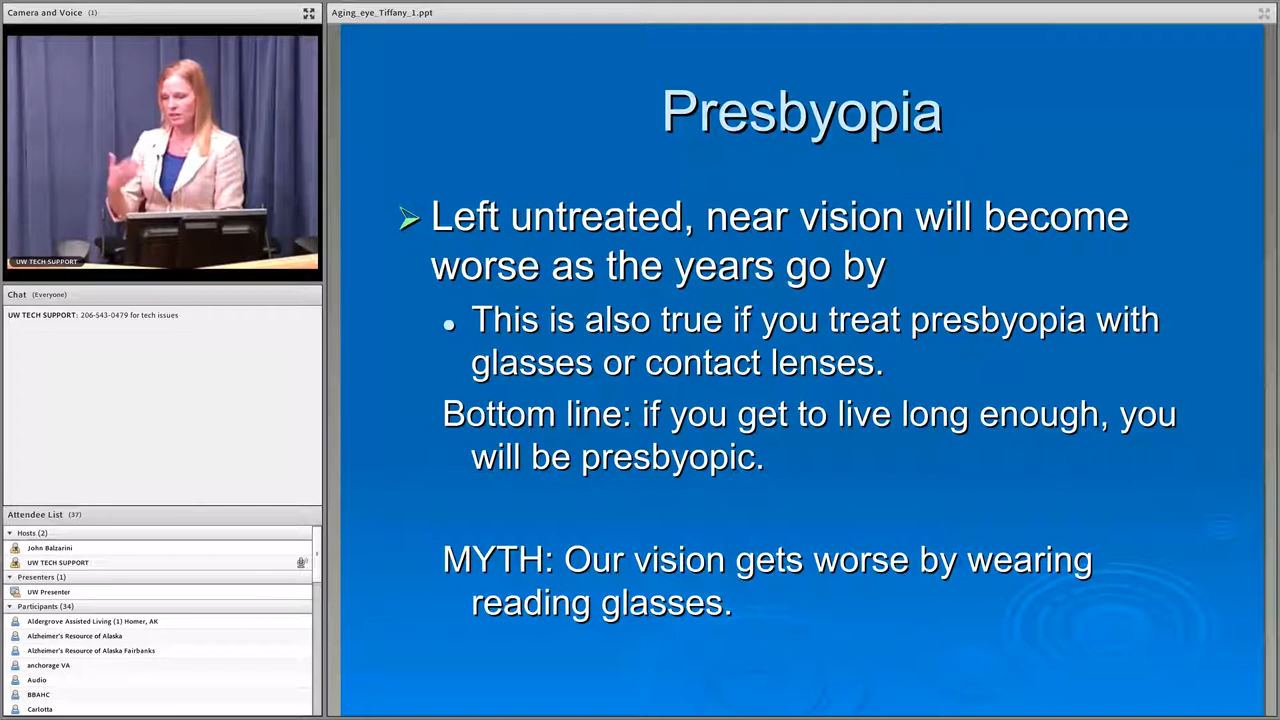 Camera and Voice (1)
UW TECH SUPPORT
Chat (Everyone)
UW TECH SUPPORT: 206-543-0479 for tech issues
Attendee List (37)
Hosts (2)
John Balzarini
UW TECH SUPPORT
Presenters (1)
UW Presenter
Participants (34)
Aldergrove Assisted Living (1) Homer, AK
Alzheimer's Resource of Alaska
Alzheimer's Resource of Alaska Fairbanks
anchorage VA
Audio
BBAHC
Carlotta
Aging_eye_Tiffany_1.ppt
Presbyopia
Left untreated, near vision will become
worse as the years go by
This is also true if you treat presbyopia with
glasses or contact lenses.
Bottom line: if you get to live long enough, you
will be presbyopic.
MYTH: Our vision gets worse by wearing
reading glasses.